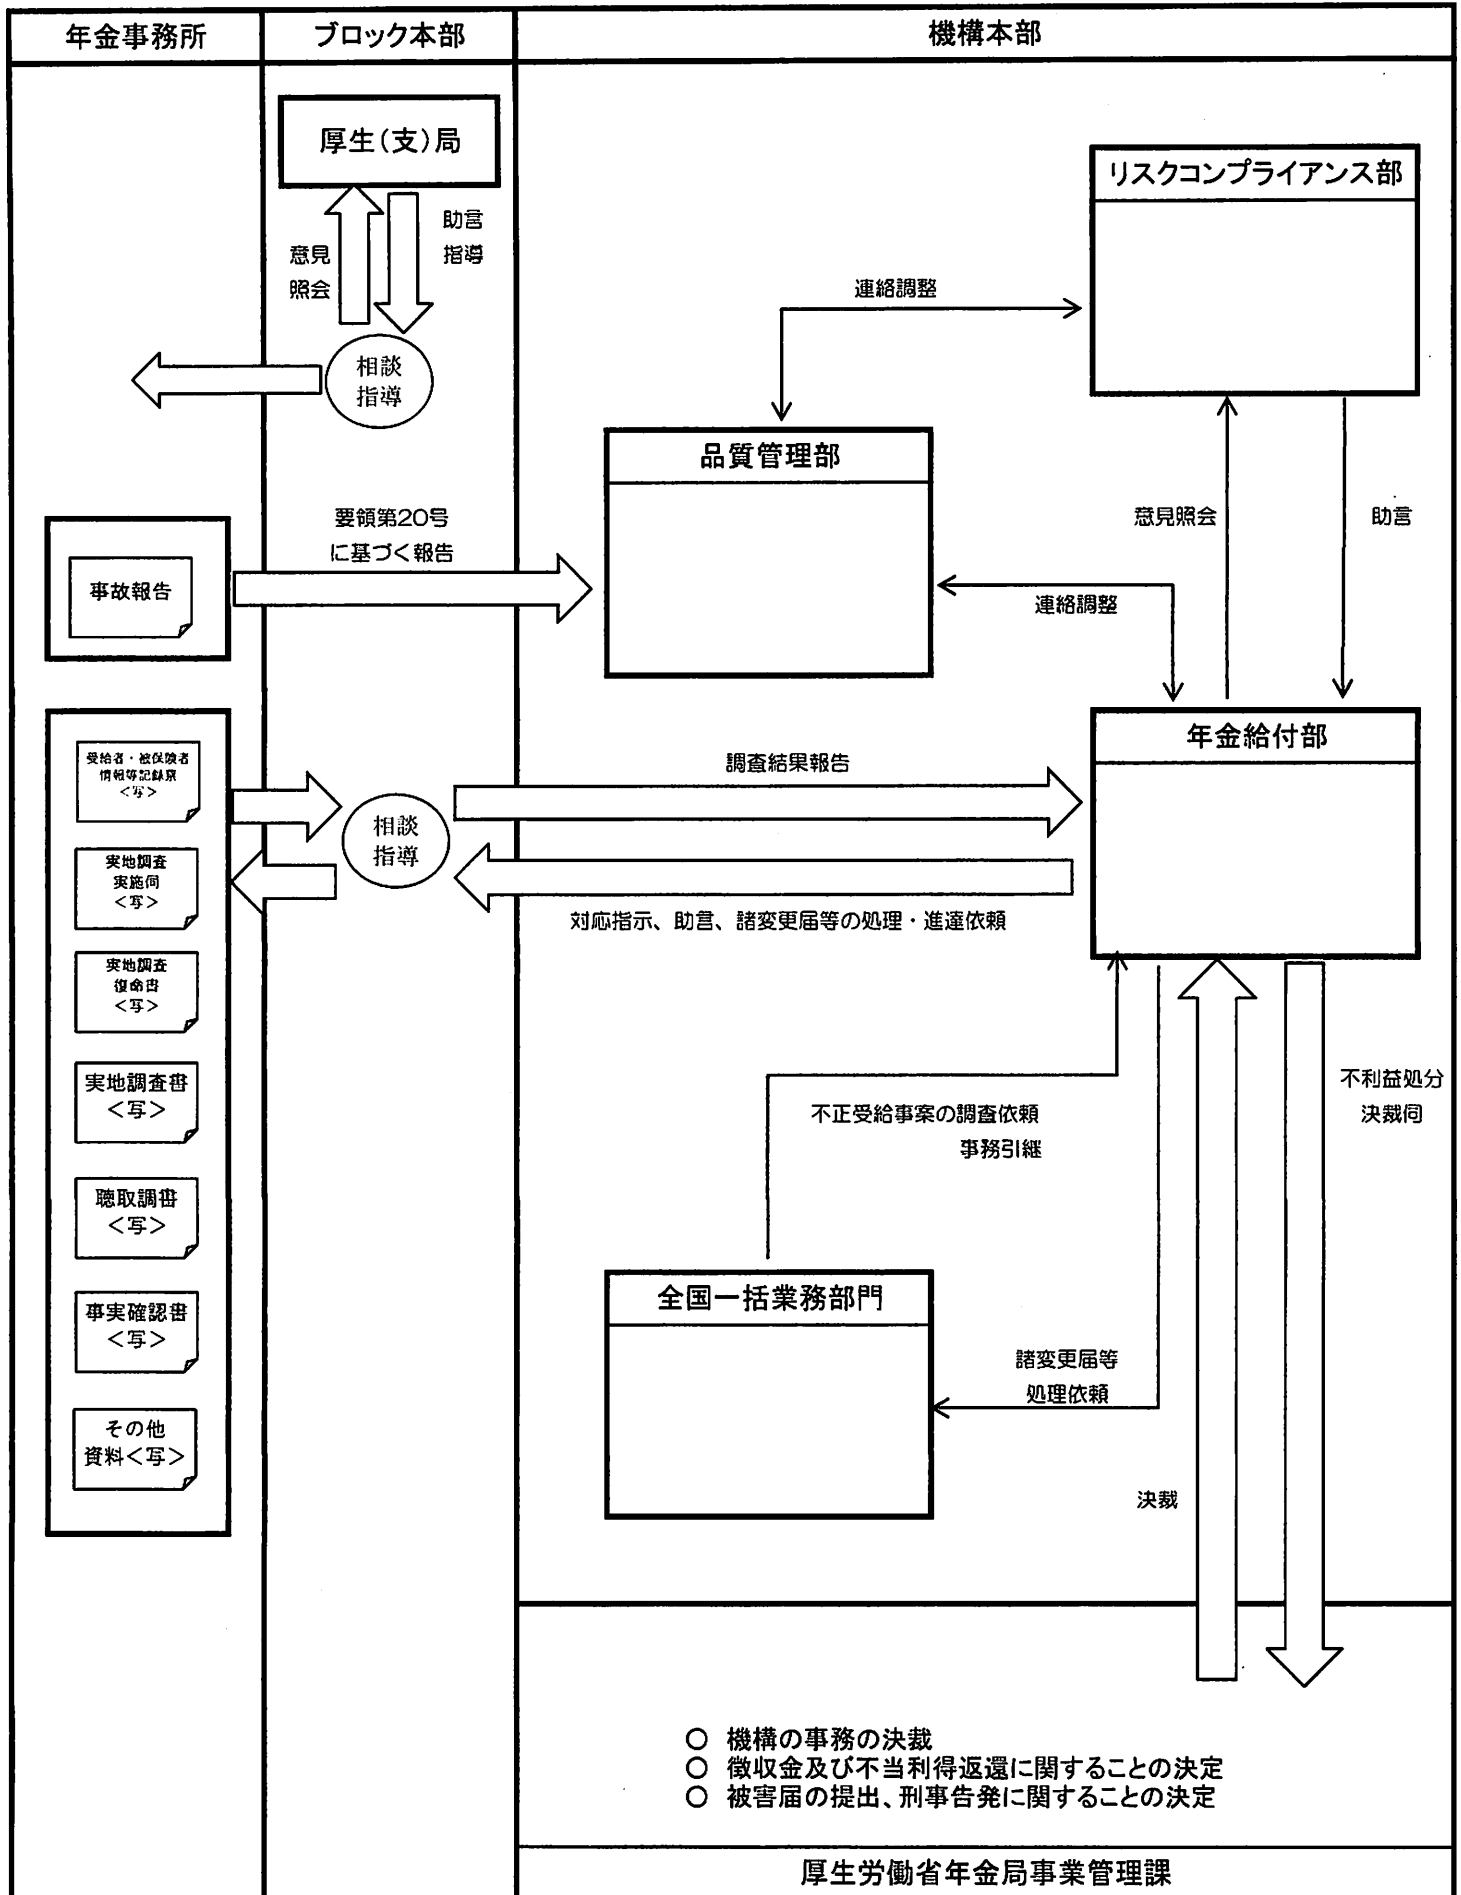 年金事務所
ブロック本部
機構本部
厚生(支)局
意見
照会
助言
指導
相談
指導
リスクコンプライアンス部
連絡調整
品質管理部
意見照会
助言
要領第20号
に基づく報告
事故報告
連絡調整
年金給付部
受給者・被保険者
情報等記録票
<写>
実地調査
実施伺
<写>
実地調査
復命書
<写>
実地調査書
<写>
聴取調書
<写>
事実確認書
<写>
その他
資料<写>
相談
指導
調査結果報告
対応指示、助言、諸変更届等の処理・進達依頼
不正受給事案の調査依頼
事務引継
不利益処分
決裁伺
全国一括業務部門
諸変更届等
処理依頼
決裁
○ 機構の事務の決裁
○ 徴収金及び不当利得返還に関することの決定
○ 被害届の提出、刑事告発に関することの決定
厚生労働省年金局事業管理課